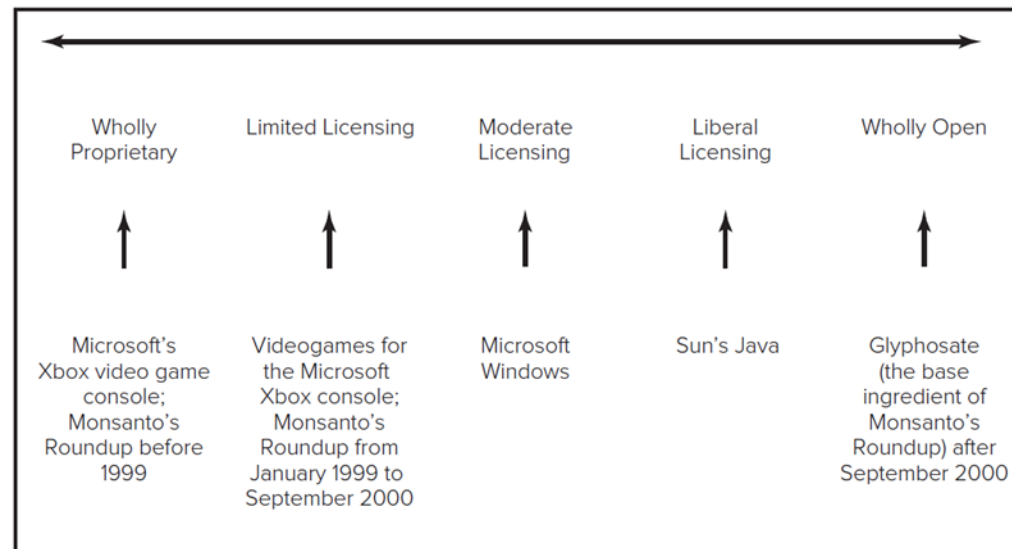 Wholly
Proprietary
Limited Licensing
Moderate
Licensing
Liberal
Licensing
Wholly Open
Microsoft's
Xbox video game
console;
Monsanto's
Roundup before
1999
Videogames for
the Microsoft
Xbox console;
Monsanto's
Roundup from
January 1999 to
September 2000
Microsoft
Windows
Sun's Java
Glyphosate
(the base
ingredient of
Monsanto's
Roundup) after
September 2000